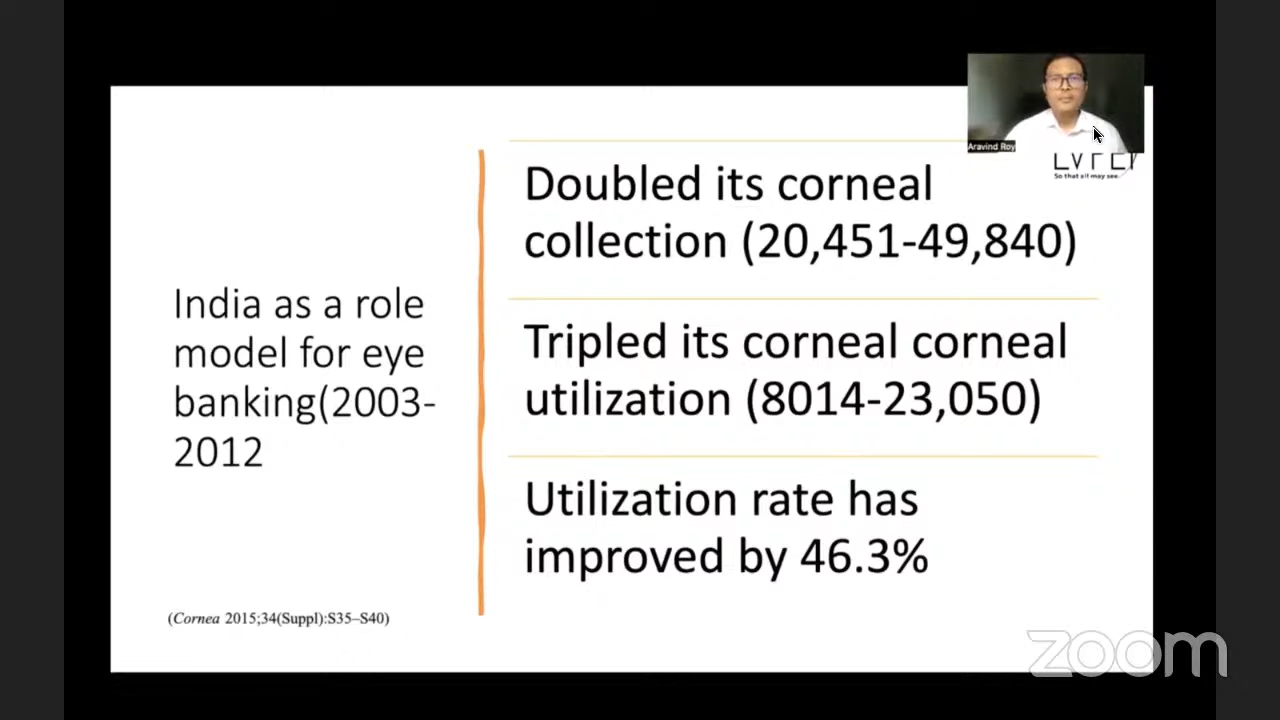 Aravind Roy
So that all may see.
Doubled its corneal
collection (20,451-49,840)
India as a role
model for eye
banking(2003-
2012
Tripled its corneal corneal
utilization (8014-23,050)
Utilization rate has
improved by 46.3%
(Cornea 2015;34(Suppl):S35–S40)
zoom